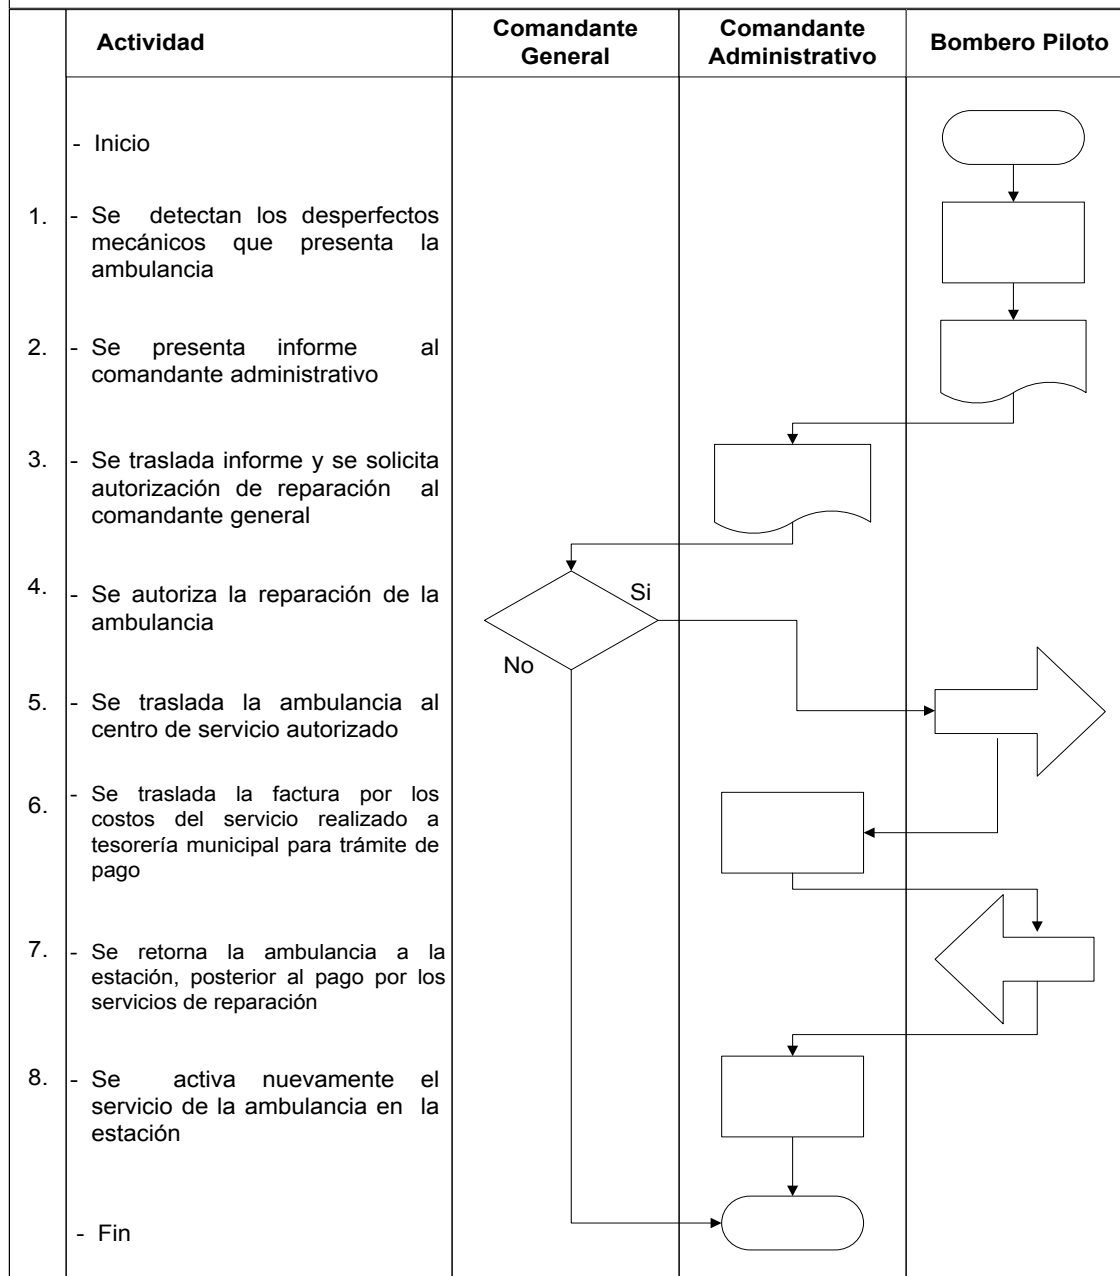 Actividad
Comandante
General
Comandante
Administrativo
Bombero Piloto
- Inicio
1. - Se detectan los desperfectos
mecánicos que presenta la
ambulancia
2. - Se presenta informe al
comandante administrativo
3. - Se traslada informe y se solicita
autorización de reparación al
comandante general
4. - Se autoriza la reparación de la
ambulancia
Si
No
5. - Se traslada la ambulancia al
centro de servicio autorizado
6. - Se traslada la factura por los
costos del servicio realizado a
tesorería municipal para trámite de
pago
7. - Se retorna la ambulancia a la
estación, posterior al pago por los
servicios de reparación
8. - Se activa nuevamente el
servicio de la ambulancia en la
estación
- Fin